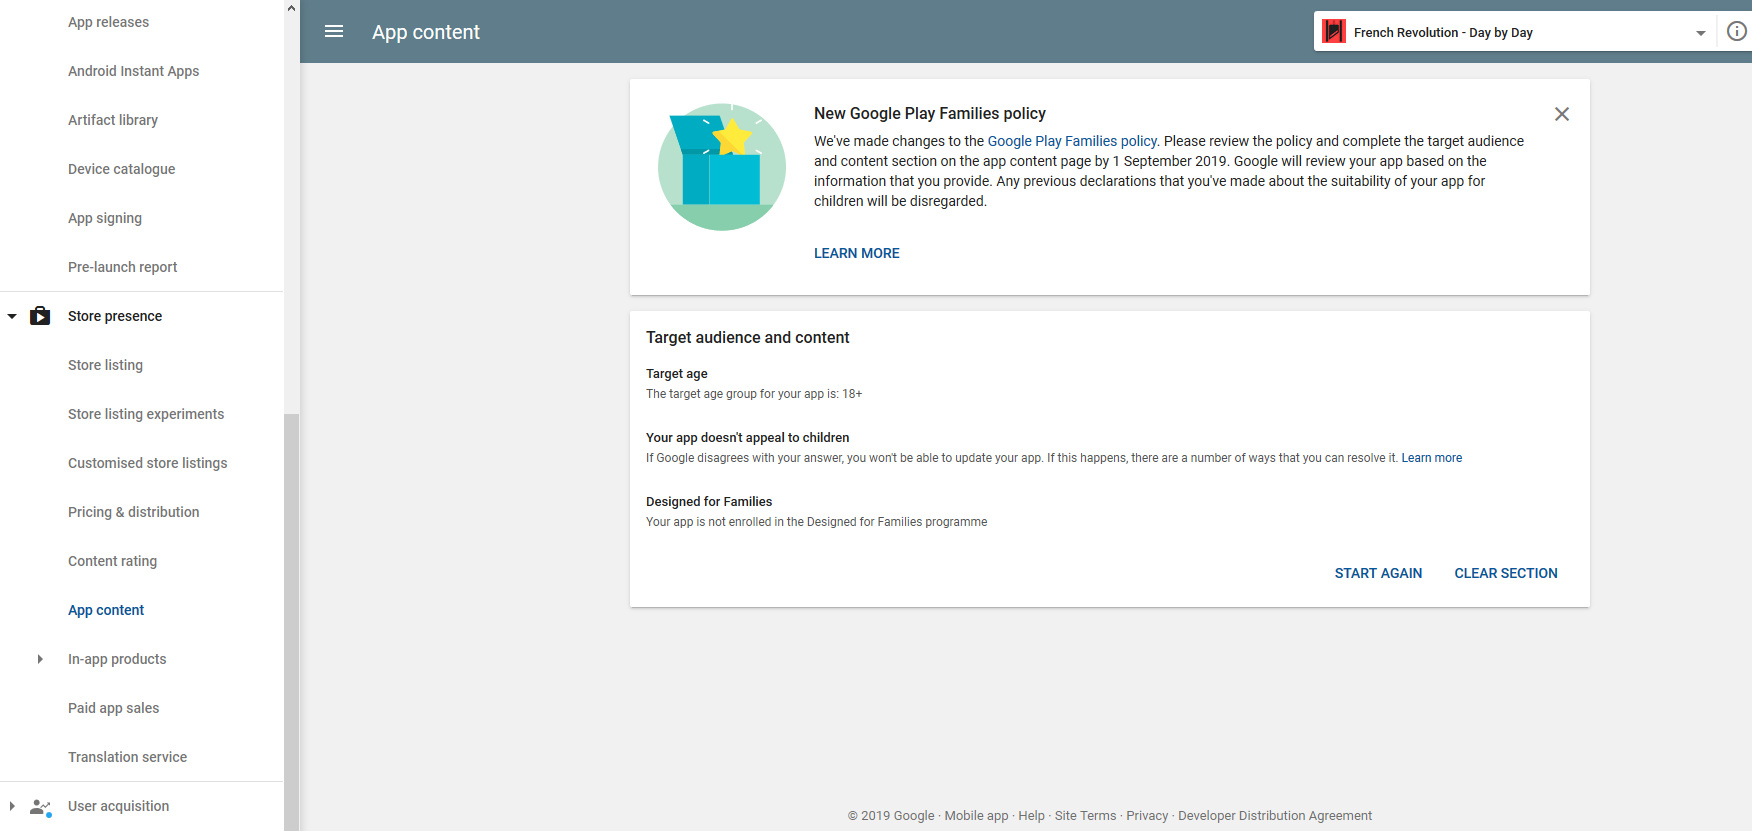 App releases
Android Instant Apps
Artifact library
Device catalogue
App signing
Pre-launch report
Store presence
Store listing
Store listing experiments
Customised store listings
Pricing & distribution
Content rating
App content
In-app products
Paid app sales
Translation service
User acquisition
App content
French Revolution - Day by Day
New Google Play Families policy
We've made changes to the Google Play Families policy. Please review the policy and complete the target audience
and content section on the app content page by 1 September 2019. Google will review your app based on the
information that you provide. Any previous declarations that you've made about the suitability of your app for
children will be disregarded.
LEARN MORE
Target audience and content
Target age
The target age group for your app is: 18+
Your app doesn't appeal to children
If Google disagrees with your answer, you won't be able to update your app. If this happens, there are a number of ways that you can resolve it. Learn more
Designed for Families
Your app is not enrolled in the Designed for Families programme
START AGAIN CLEAR SECTION
© 2019 Google · Mobile app · Help · Site Terms · Privacy · Developer Distribution Agreement